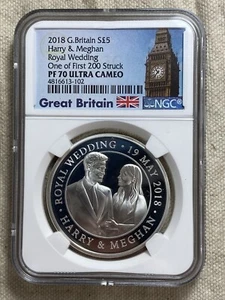 2018 G.Britain S$5
Harry & Meghan
Royal Wedding
One of First 200 Struck
PF 70 ULTRA CAMEO
4816613-102
Great Britain
NGC
ROYAL WEDDING • 19 MAY 2018 •
HARRY & MEGHAN